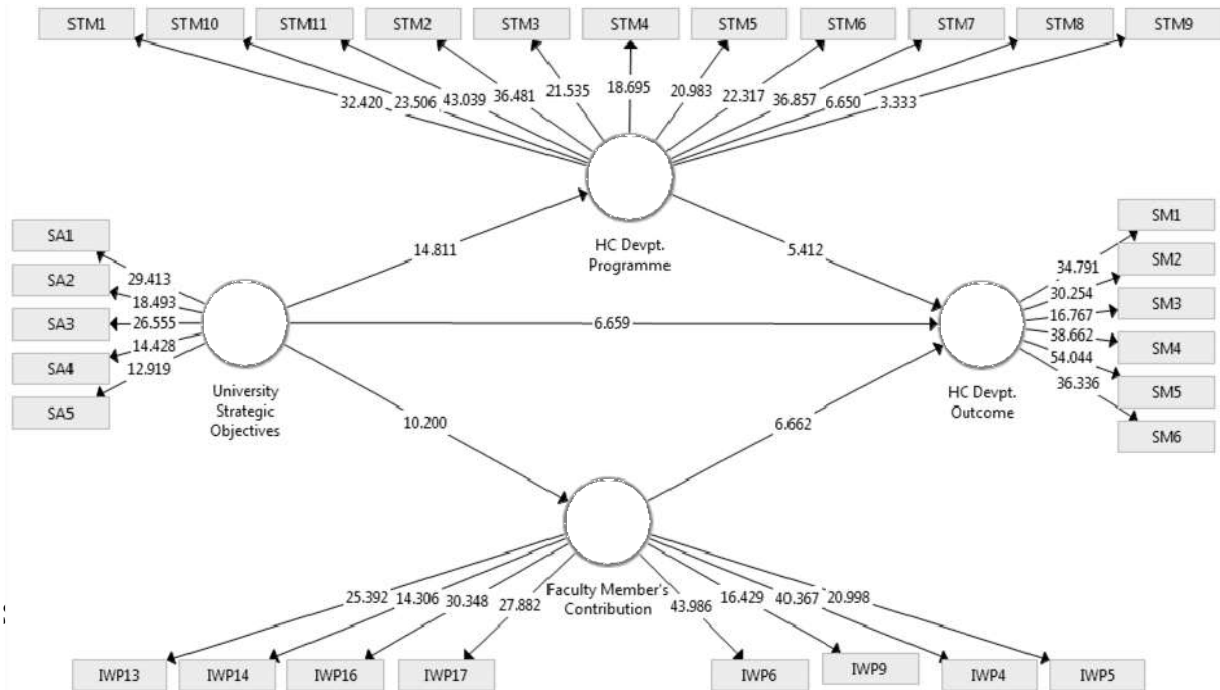 STM1 STM10 STM11 STM2 STM3 STM4 STM5 STM6 STM7 STM8 STM9
32.420 23.506 43.039 36.481 21.535 18.695 20.983 22.317 36.857 6.650 3.333
HC Devpt.
Programme
14.811
5.412
SA1
SA2
SA3
SA4
SA5
29.413
18.493
26.555
14.428
12.919
University
Strategic
Objectives
6.659
SM1
SM2
SM3
SM4
SM5
SM6
34.791
30.254
16.767
38.662
54.044
36.336
HC Devpt.
Outcome
10.200
6.662
Faculty Member's
Contribution
25.392 14.306 30.348 27.882 43.986 16.429 40.367 20.998
IWP13 IWP14 IWP16 IWP17 IWP6 IWP9 IWP4 IWP5